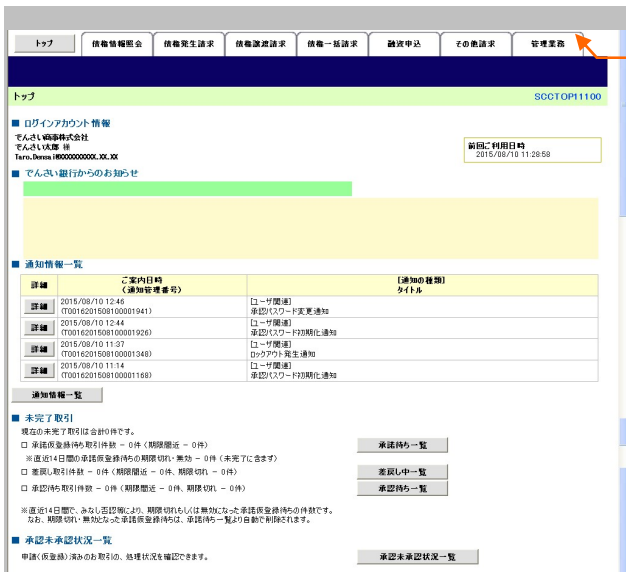 トップ 債権情報照会 債権発生請求 債権譲渡請求 債権一括請求 融資申込 その他請求 管理業務
トップ SCCTOP11100
■ ログインアカウント情報
でんさい商事株式会社
でんさい太郎 様
前回ご利用日時
2015/08/10 11:28:58
■ でんさい銀行からのお知らせ
■ 通知情報一覧
詳細 ご案内日時 (通知管理番号) 【通知の種類】 タイトル
詳細 2015/08/10 12:46 [ユーザ関連]
(T0016201508100001941) 承認パスワード変更通知
詳細 2015/08/10 12:44 [ユーザ関連]
(T0016201508100001926) 承認パスワード初期化通知
詳細 2015/08/10 11:37 [ユーザ関連]
(T0016201508100001348) ロックアウト発生通知
詳細 2015/08/10 11:14 [ユーザ関連]
(T0016201508100001168) 承認パスワード初期化通知
通知情報一覧
■ 未完了取引
現在の未完了取引は合計0件です。
□ 承諾仮登録待ち取引件数 － 0件 (期限間近 － 0件) 承諾待ち一覧
※直近14日間の承諾仮登録待ちの期限切れ・無効 － 0件 (未完了に含まず)
□ 差戻し取引件数 － 0件 (期限間近 － 0件、期限切れ － 0件) 差戻し中一覧
□ 承認待ち取引件数 － 0件 (期限間近 － 0件、期限切れ － 0件) 承認待ち一覧
※直近14日間で、みなし否認等により、期限切れもしくは無効になった承諾仮登録待ちの件数です。
なお、期限切れ・無効となった承諾仮登録待ちは、承諾待ち一覧より自動で削除されます。
■ 承認未承認状況一覧
申請(仮登録)済みのお取引の、処理状況を確認できます。 承認未承認状況一覧